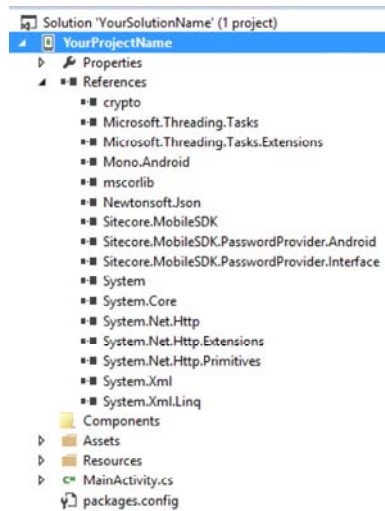 Solution 'YourSolutionName' (1 project)
YourProjectName
Properties
References
crypto
Microsoft.Threading.Tasks
Microsoft.Threading.Tasks.Extensions
Mono.Android
mscorlib
Newtonsoft.Json
Sitecore.MobileSDK
Sitecore.MobileSDK.PasswordProvider.Android
Sitecore.MobileSDK.PasswordProvider.Interface
System
System.Core
System.Net.Http
System.Net.Http.Extensions
System.Net.Http.Primitives
System.Xml
System.Xml.Linq
Components
Assets
Resources
C# MainActivity.cs
packages.config